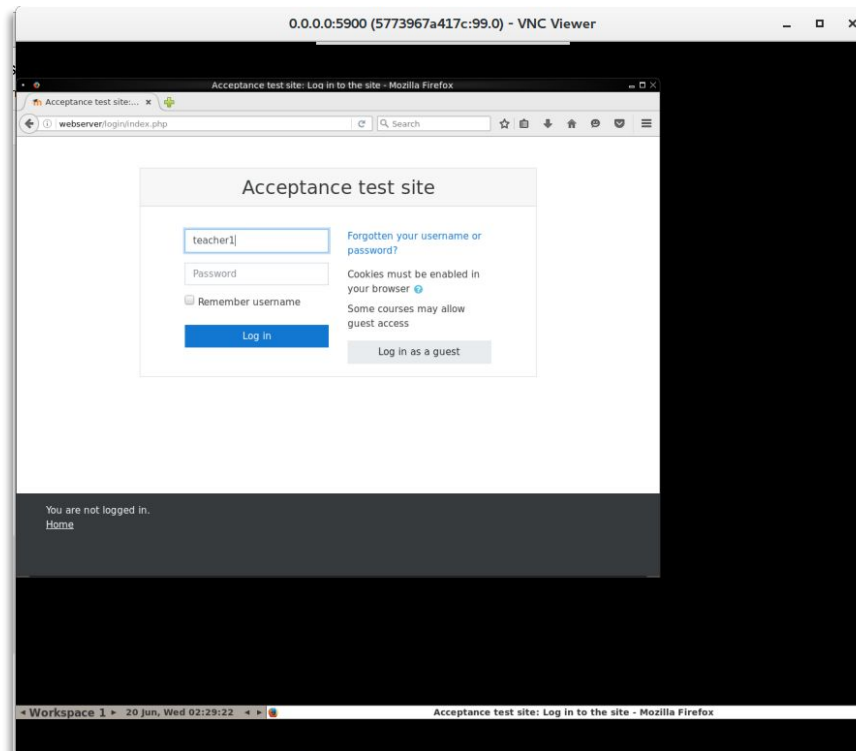 0.0.0.0:5900 (5773967a417c:99.0) - VNC Viewer
Acceptance test site: Log in to the site - Mozilla Firefox
Acceptance test site:...
webserver/login/index.php
Search
Acceptance test site
teacher1
Password
Remember username
Log in
Forgotten your username or
password?
Cookies must be enabled in
your browser
Some courses may allow
guest access
Log in as a guest
You are not logged in.
Home
Workspace 1 20 Jun, Wed 02:29:22 Acceptance test site: Log in to the site - Mozilla Firefox